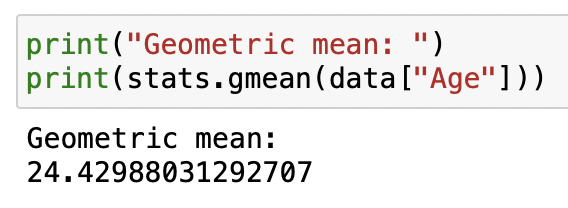 print("Geometric mean: ")
print(stats.gmean(data["Age"]))
Geometric mean:
24.42988031292707